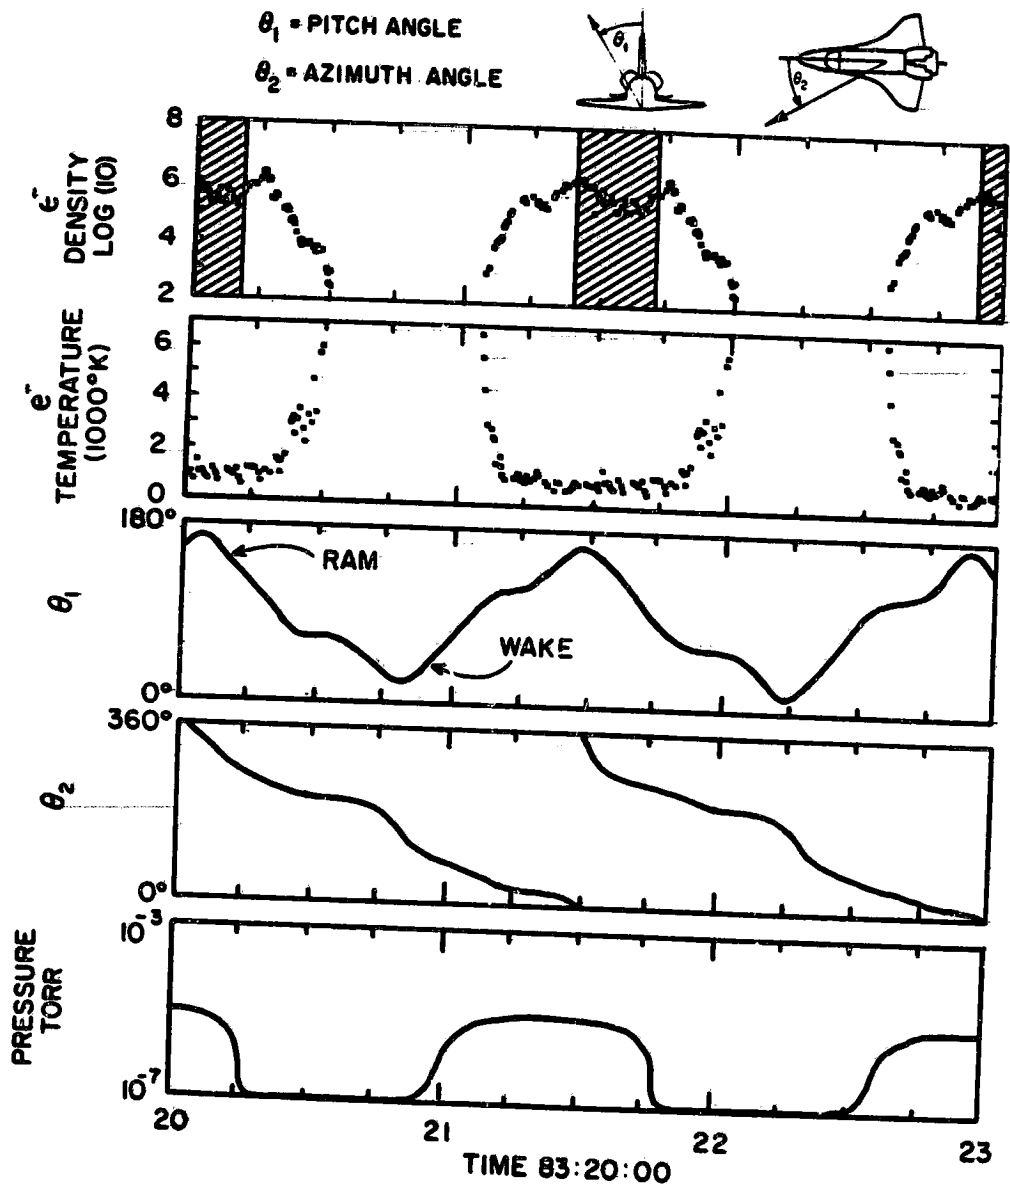 θ₁ = PITCH ANGLE
θ₂ = AZIMUTH ANGLE
θ₁
θ₂
e⁻ DENSITY LOG (10)
8
6
4
2
e⁻ TEMPERATURE (1000°K)
6
4
2
0
θ₁
180°
0°
RAM
WAKE
θ₂
360°
0°
PRESSURE TORR
10⁻³
10⁻⁷
20
21
22
23
TIME 83:20:00